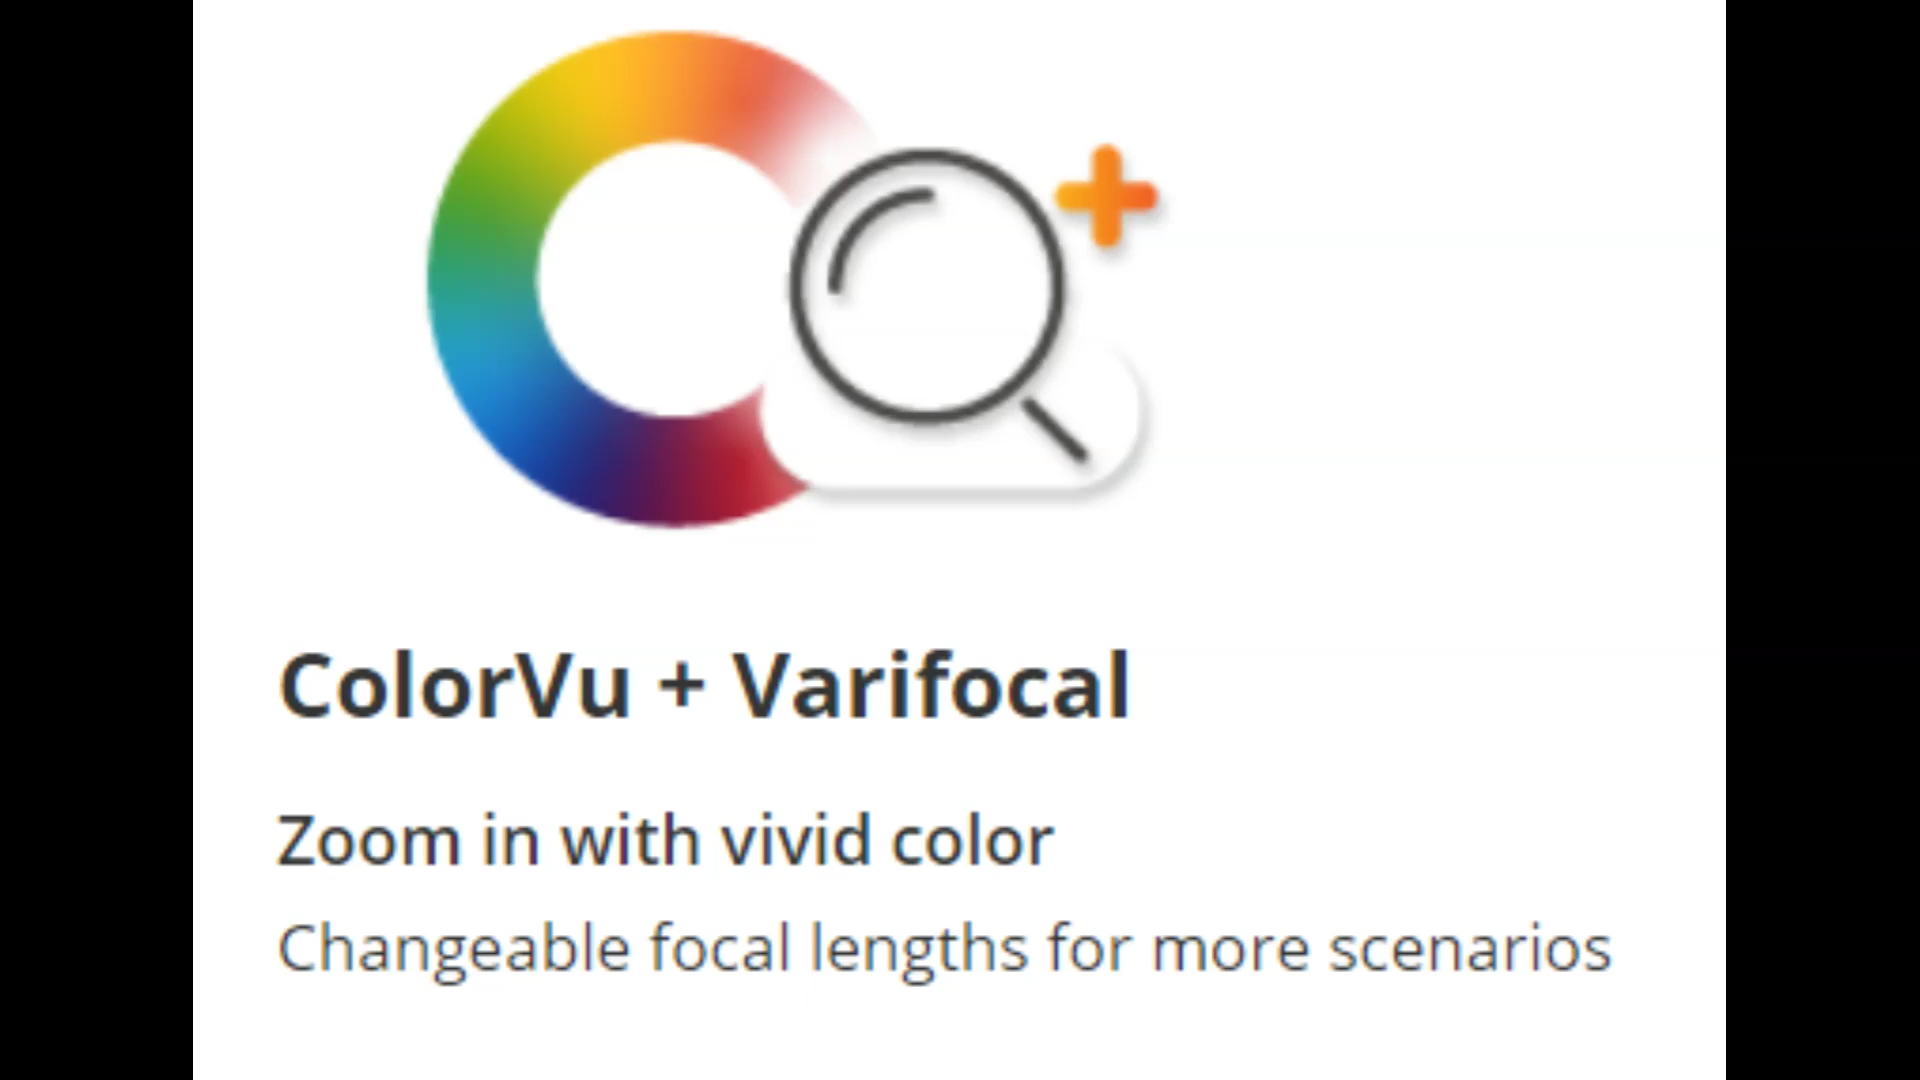 ColorVu + Varifocal
Zoom in with vivid color
Changeable focal lengths for more scenarios